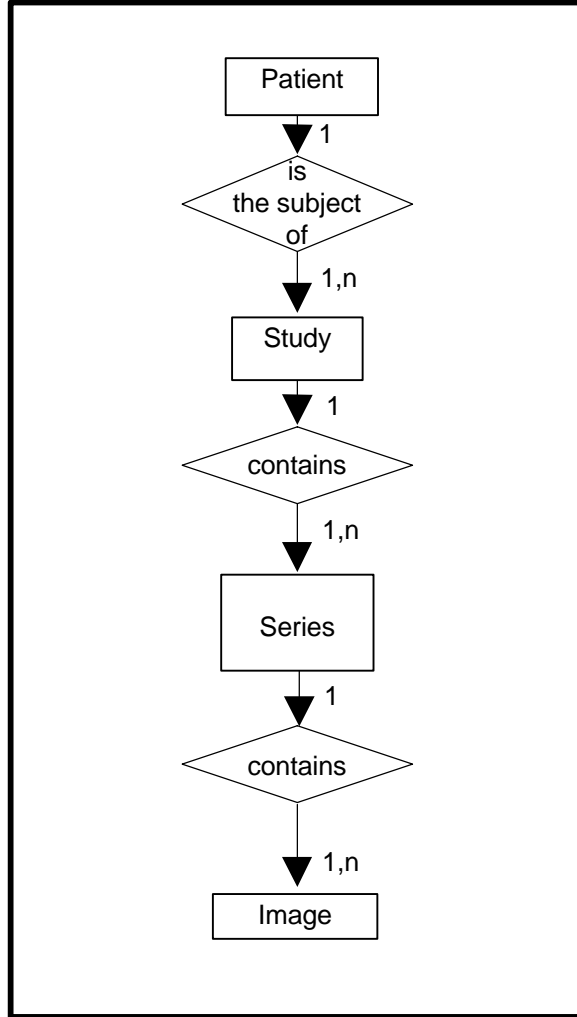 Patient
1
is
the subject
of
1,n
Study
1
contains
1,n
Series
1
contains
1,n
Image